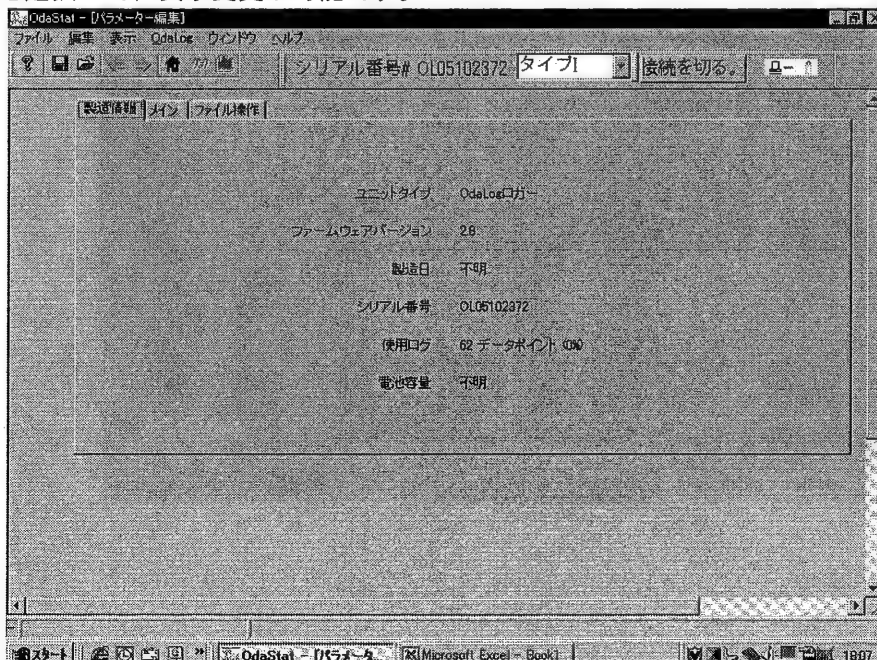 OdaStat - [パラメーター編集]
ファイル 編集 表示 OdaLog ウィンドウ ヘルプ
シリアル番号# OL05102372 タイプI 接続を切る。
製造情報 メイン ファイル操作
ユニットタイプ OdaLogロガー
ファームウェアバージョン 2.8
製造日 不明
シリアル番号 OL05102372
使用ログ 62 データポイント (0%)
電池容量 不明
スタート OdaStat - [パラメータ... Microsoft Excel - Book1 18:07